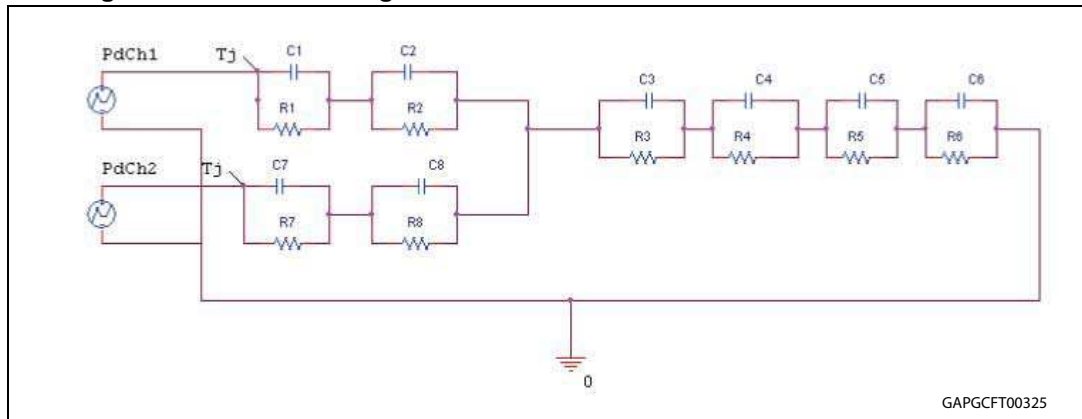 PdCh1
Tj
C1
C2
R1
R2
C3
C4
C5
C6
R3
R4
R5
R6
PdCh2
Tj
C7
C8
R7
R8
0
GAPGCFT00325